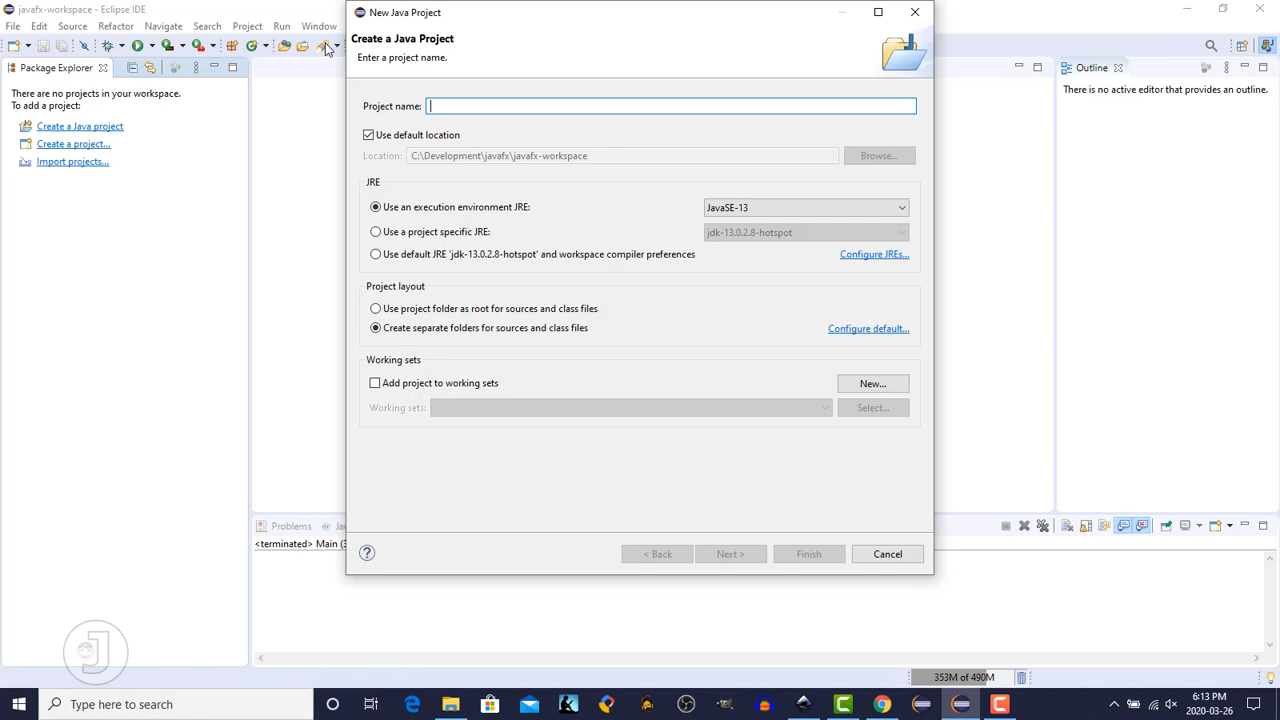 javafx-workspace - Eclipse IDE
File Edit Source Refactor Navigate Search Project Run Window
New Java Project
Create a Java Project
Enter a project name.
Package Explorer
There are no projects in your workspace.
To add a project:
Create a Java project
Create a project...
Import projects...
Project name:
Use default location
Location: C:\Development\javafx\javafx-workspace Browse...
JRE
Use an execution environment JRE: JavaSE-13
Use a project specific JRE: jdk-13.0.2.8-hotspot
Use default JRE 'jdk-13.0.2.8-hotspot' and workspace compiler preferences Configure JREs...
Project layout
Use project folder as root for sources and class files
Create separate folders for sources and class files Configure default...
Working sets
Add project to working sets New...
Working sets: Select...
< Back Next > Finish Cancel
Outline
There is no active editor that provides an outline.
Problems Ja
<terminated> Main (3
353M of 490M
J
Type here to search
6:13 PM
2020-03-26